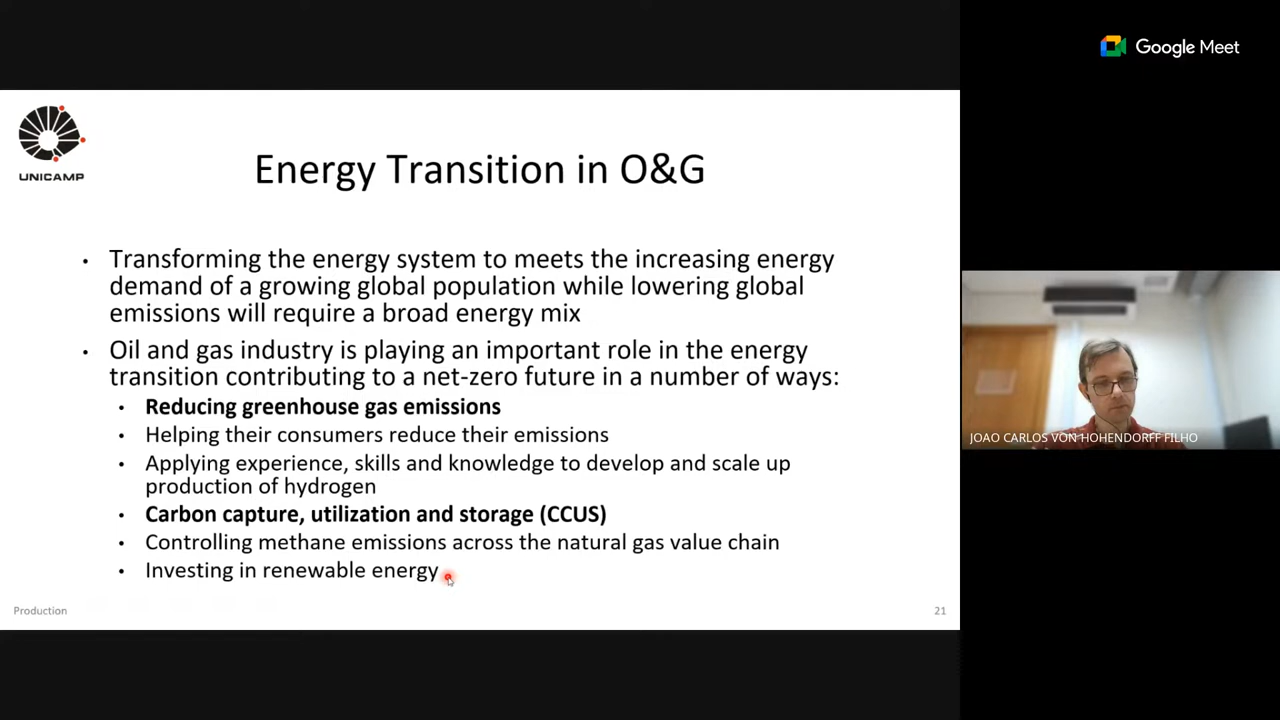 Google Meet
UNICAMP
Energy Transition in O&G
• Transforming the energy system to meets the increasing energy
demand of a growing global population while lowering global
emissions will require a broad energy mix
• Oil and gas industry is playing an important role in the energy
transition contributing to a net-zero future in a number of ways:
• Reducing greenhouse gas emissions
• Helping their consumers reduce their emissions
• Applying experience, skills and knowledge to develop and scale up
production of hydrogen
• Carbon capture, utilization and storage (CCUS)
• Controlling methane emissions across the natural gas value chain
• Investing in renewable energy
Production
21
JOAO CARLOS VON HOHENDORFF FILHO